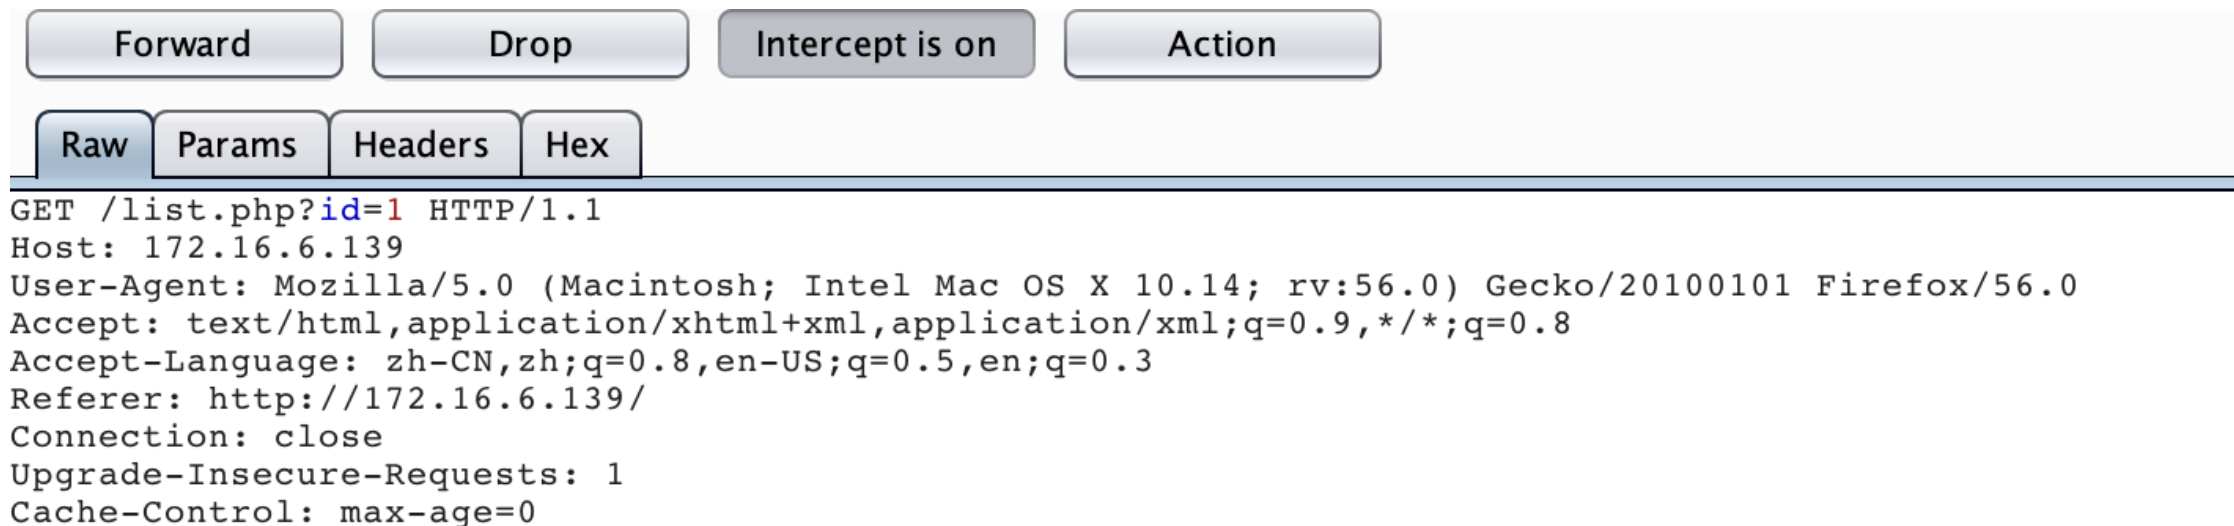 Forward Drop Intercept is on Action
Raw Params Headers Hex
GET /list.php?id=1 HTTP/1.1
Host: 172.16.6.139
User-Agent: Mozilla/5.0 (Macintosh; Intel Mac OS X 10.14; rv:56.0) Gecko/20100101 Firefox/56.0
Accept: text/html,application/xhtml+xml,application/xml;q=0.9,*/*;q=0.8
Accept-Language: zh-CN,zh;q=0.8,en-US;q=0.5,en;q=0.3
Referer: http://172.16.6.139/
Connection: close
Upgrade-Insecure-Requests: 1
Cache-Control: max-age=0